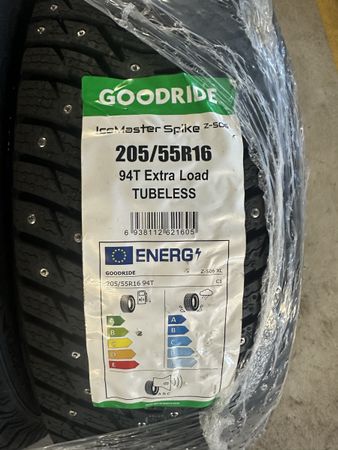 GOODRIDE
IceMaster Spike Z-506
205/55R16
94T Extra Load
TUBELESS
6 938112 621605
ENERG
GOODRIDE Z-506 XL
205/55R16 94T C1
A
B
C
D
E
ABC